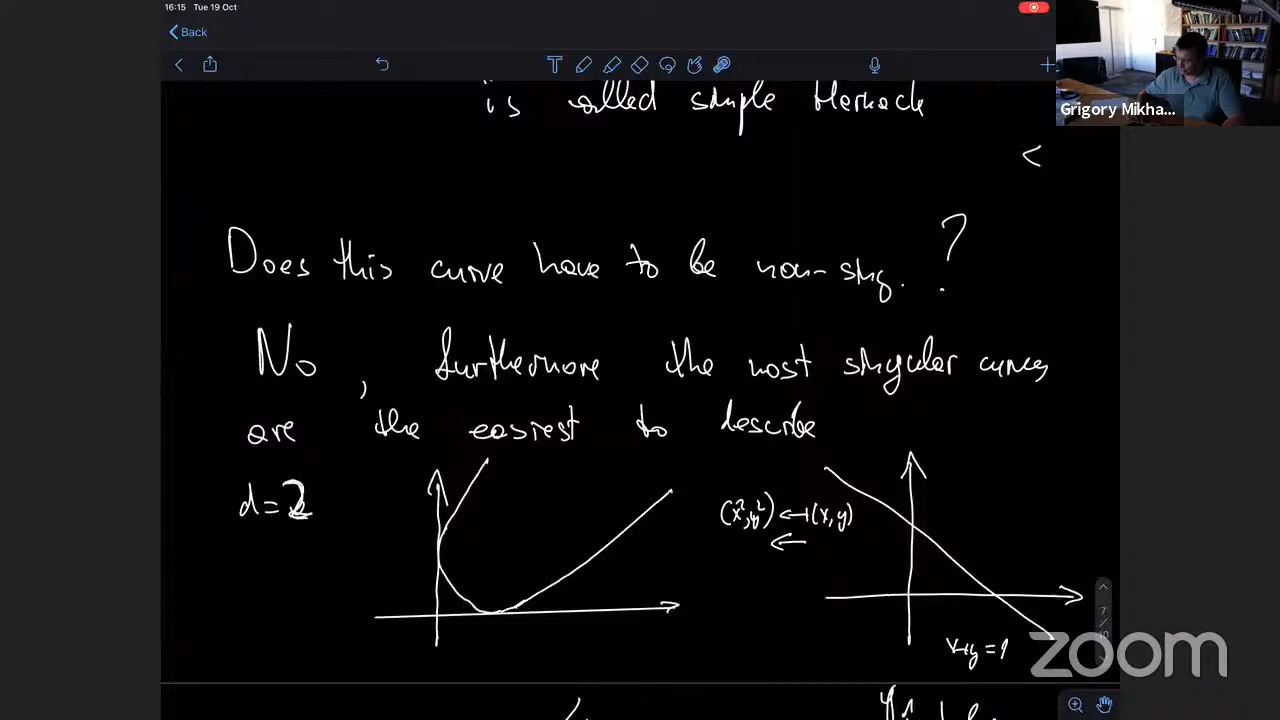 16:15 Tue 19 Oct
Back
Grigory Mikha...
is called simple Harnack
<
Does this curve have to be non-sing. ?
No, furthermore the most singular curves
are the easiest to describe
d=2
(x²,y²) ↤ (x,y)
←
x+y=1
7
zoom